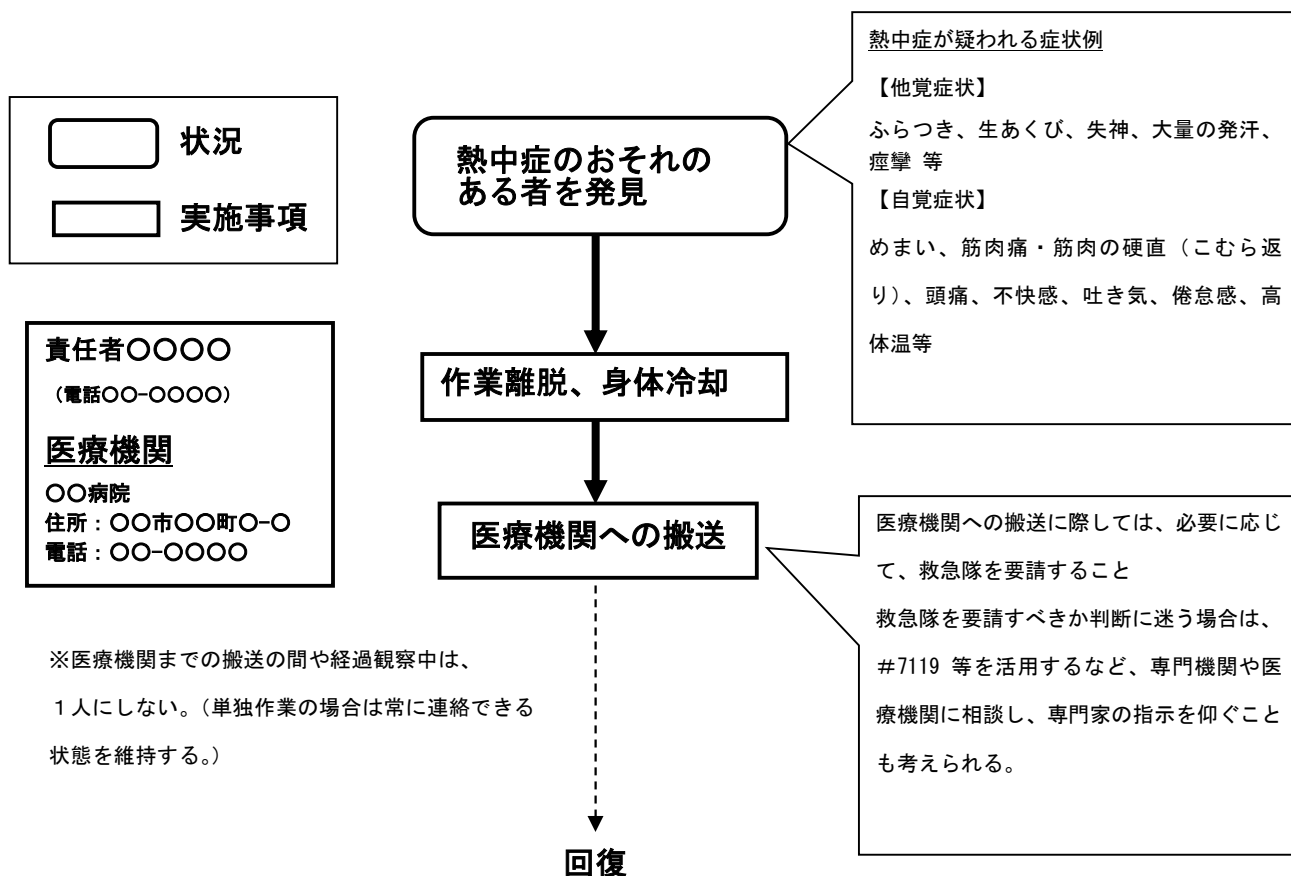 状況
実施事項
責任者〇〇〇〇
（電話〇〇-〇〇〇〇）
医療機関
〇〇病院
住所：〇〇市〇〇町〇-〇
電話：〇〇-〇〇〇〇
※医療機関までの搬送の間や経過観察中は、
１人にしない。（単独作業の場合は常に連絡できる
状態を維持する。）
熱中症のおそれの
ある者を発見
作業離脱、身体冷却
医療機関への搬送
回復
熱中症が疑われる症状例
【他覚症状】
ふらつき、生あくび、失神、大量の発汗、
痙攣 等
【自覚症状】
めまい、筋肉痛・筋肉の硬直（こむら返
り）、頭痛、不快感、吐き気、倦怠感、高
体温等
医療機関への搬送に際しては、必要に応じ
て、救急隊を要請すること
救急隊を要請すべきか判断に迷う場合は、
＃7119 等を活用するなど、専門機関や医
療機関に相談し、専門家の指示を仰ぐこと
も考えられる。